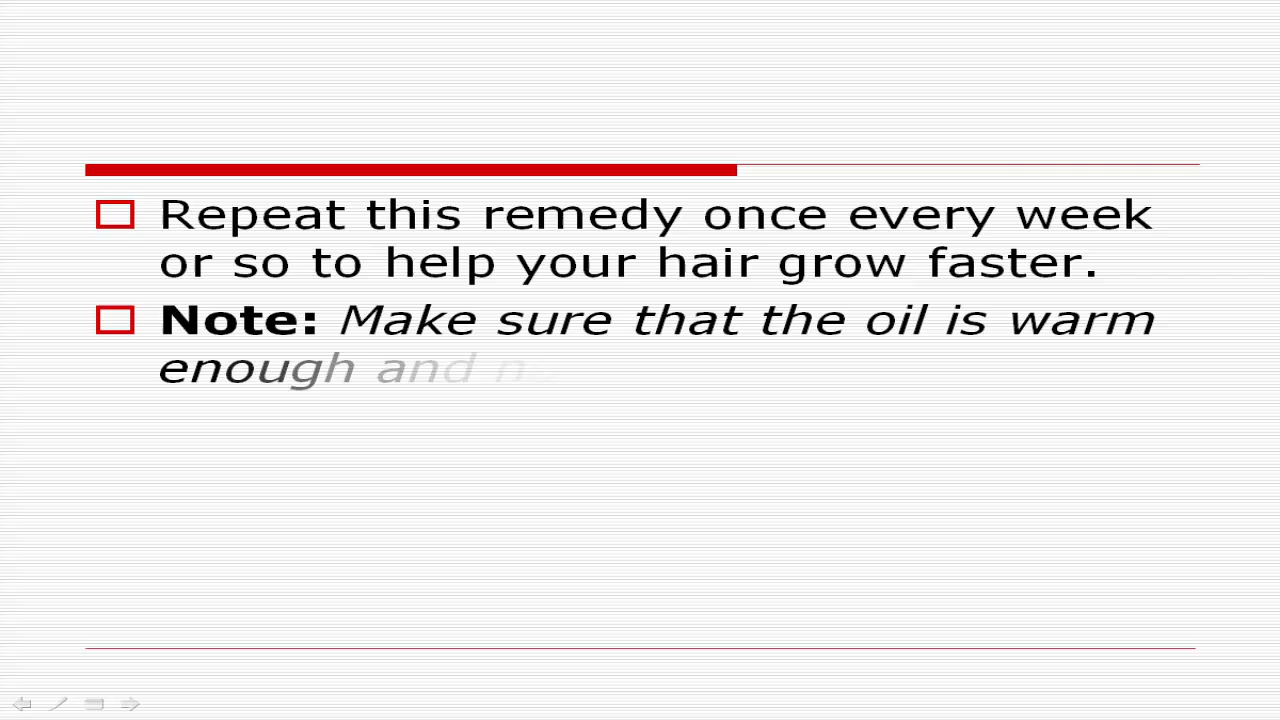 Repeat this remedy once every week
or so to help your hair grow faster.
Note: Make sure that the oil is warm
enough and